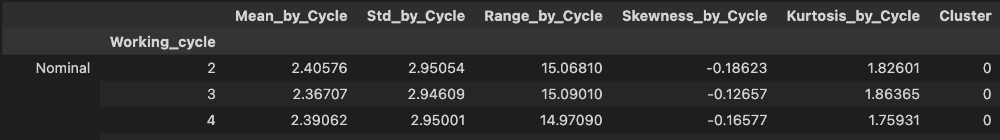 Mean_by_Cycle Std_by_Cycle Range_by_Cycle Skewness_by_Cycle Kurtosis_by_Cycle Cluster
Working_cycle
Nominal 2 2.40576 2.95054 15.06810 -0.18623 1.82601 0
3 2.36707 2.94609 15.09010 -0.12657 1.86365 0
4 2.39062 2.95001 14.97090 -0.16577 1.75931 0